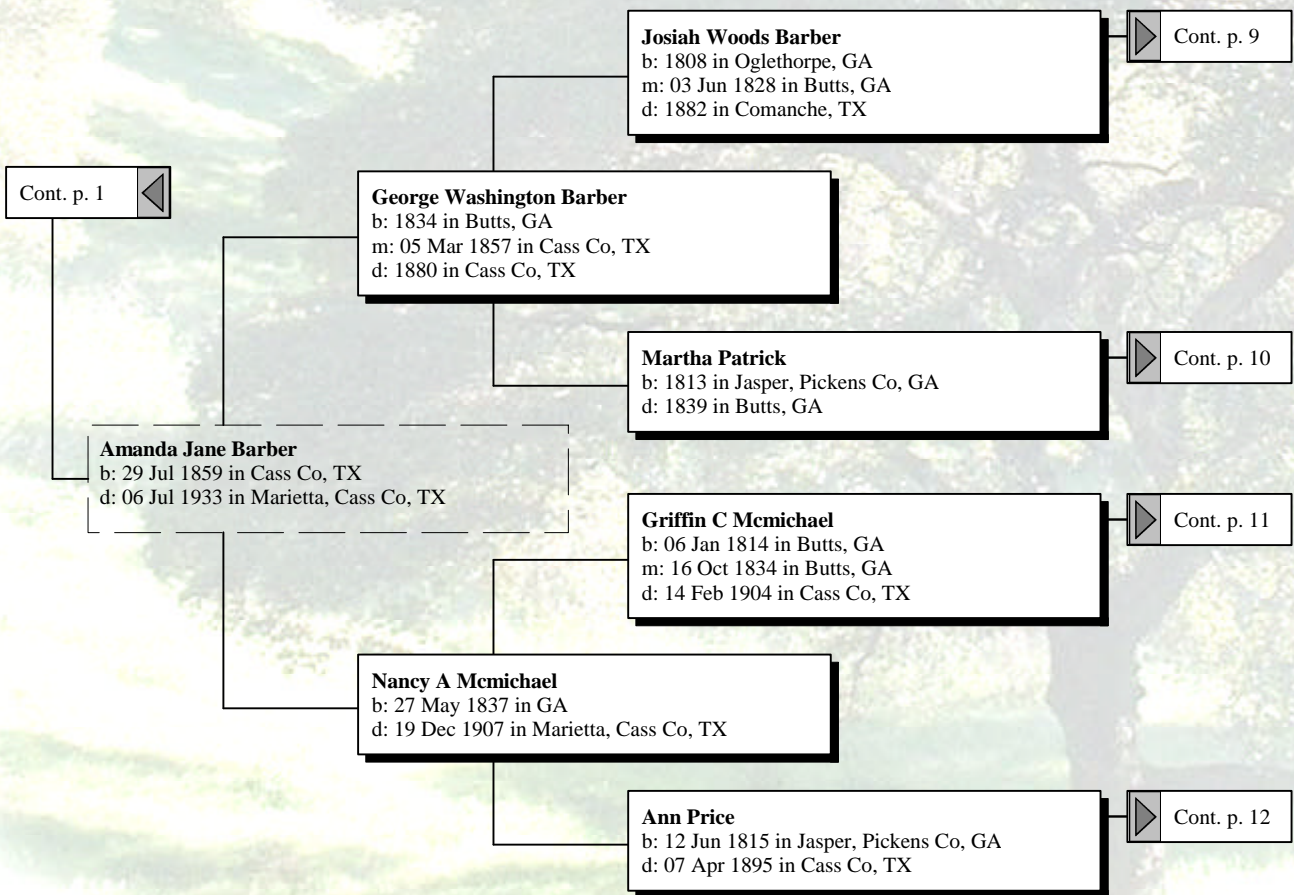 Josiah Woods Barber
b: 1808 in Oglethorpe, GA
m: 03 Jun 1828 in Butts, GA
d: 1882 in Comanche, TX
Cont. p. 9
Cont. p. 1
George Washington Barber
b: 1834 in Butts, GA
m: 05 Mar 1857 in Cass Co, TX
d: 1880 in Cass Co, TX
Martha Patrick
b: 1813 in Jasper, Pickens Co, GA
d: 1839 in Butts, GA
Cont. p. 10
Amanda Jane Barber
b: 29 Jul 1859 in Cass Co, TX
d: 06 Jul 1933 in Marietta, Cass Co, TX
Griffin C Mcmichael
b: 06 Jan 1814 in Butts, GA
m: 16 Oct 1834 in Butts, GA
d: 14 Feb 1904 in Cass Co, TX
Cont. p. 11
Nancy A Mcmichael
b: 27 May 1837 in GA
d: 19 Dec 1907 in Marietta, Cass Co, TX
Ann Price
b: 12 Jun 1815 in Jasper, Pickens Co, GA
d: 07 Apr 1895 in Cass Co, TX
Cont. p. 12